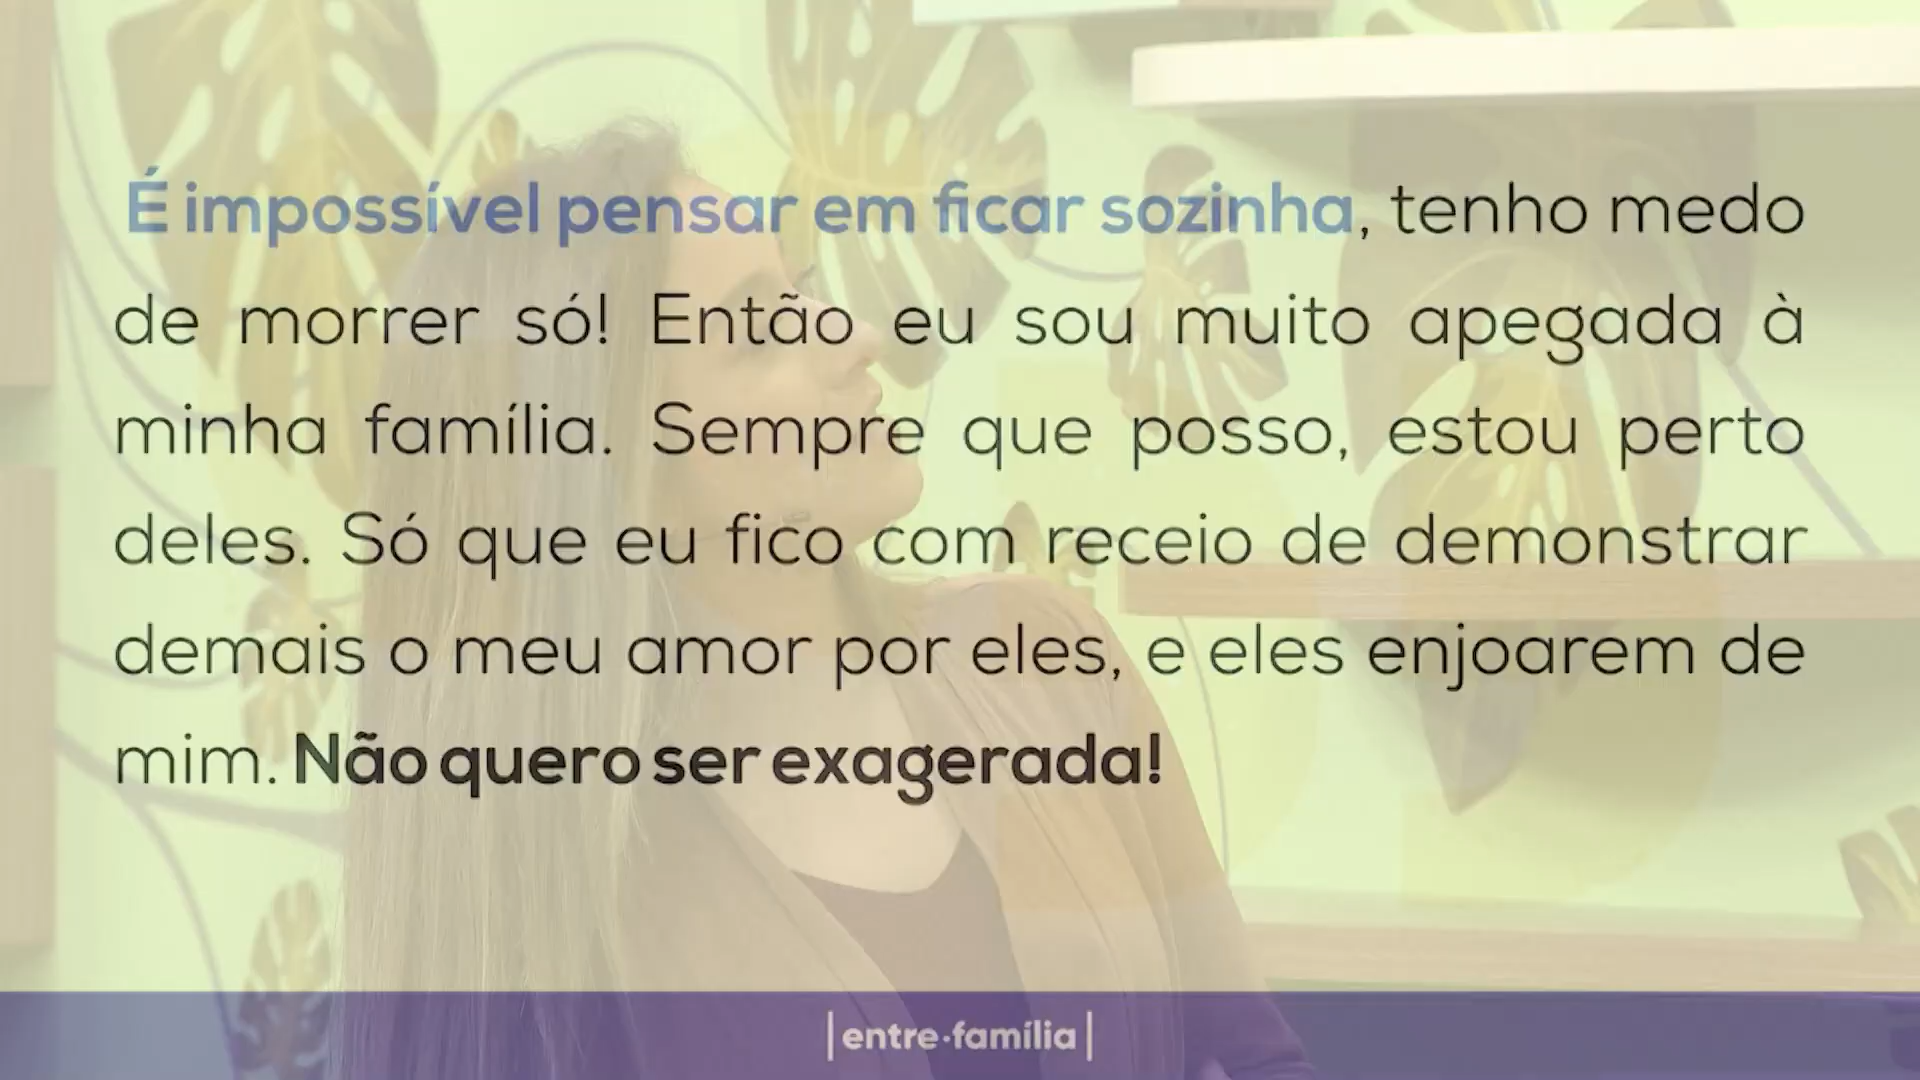 É impossível pensar em ficar sozinha, tenho medo
de morrer só! Então eu sou muito apegada à
minha família. Sempre que posso, estou perto
deles. Só que eu fico com receio de demonstrar
demais o meu amor por eles, e eles enjoarem de
mim. Não quero ser exagerada!
|entre·família|